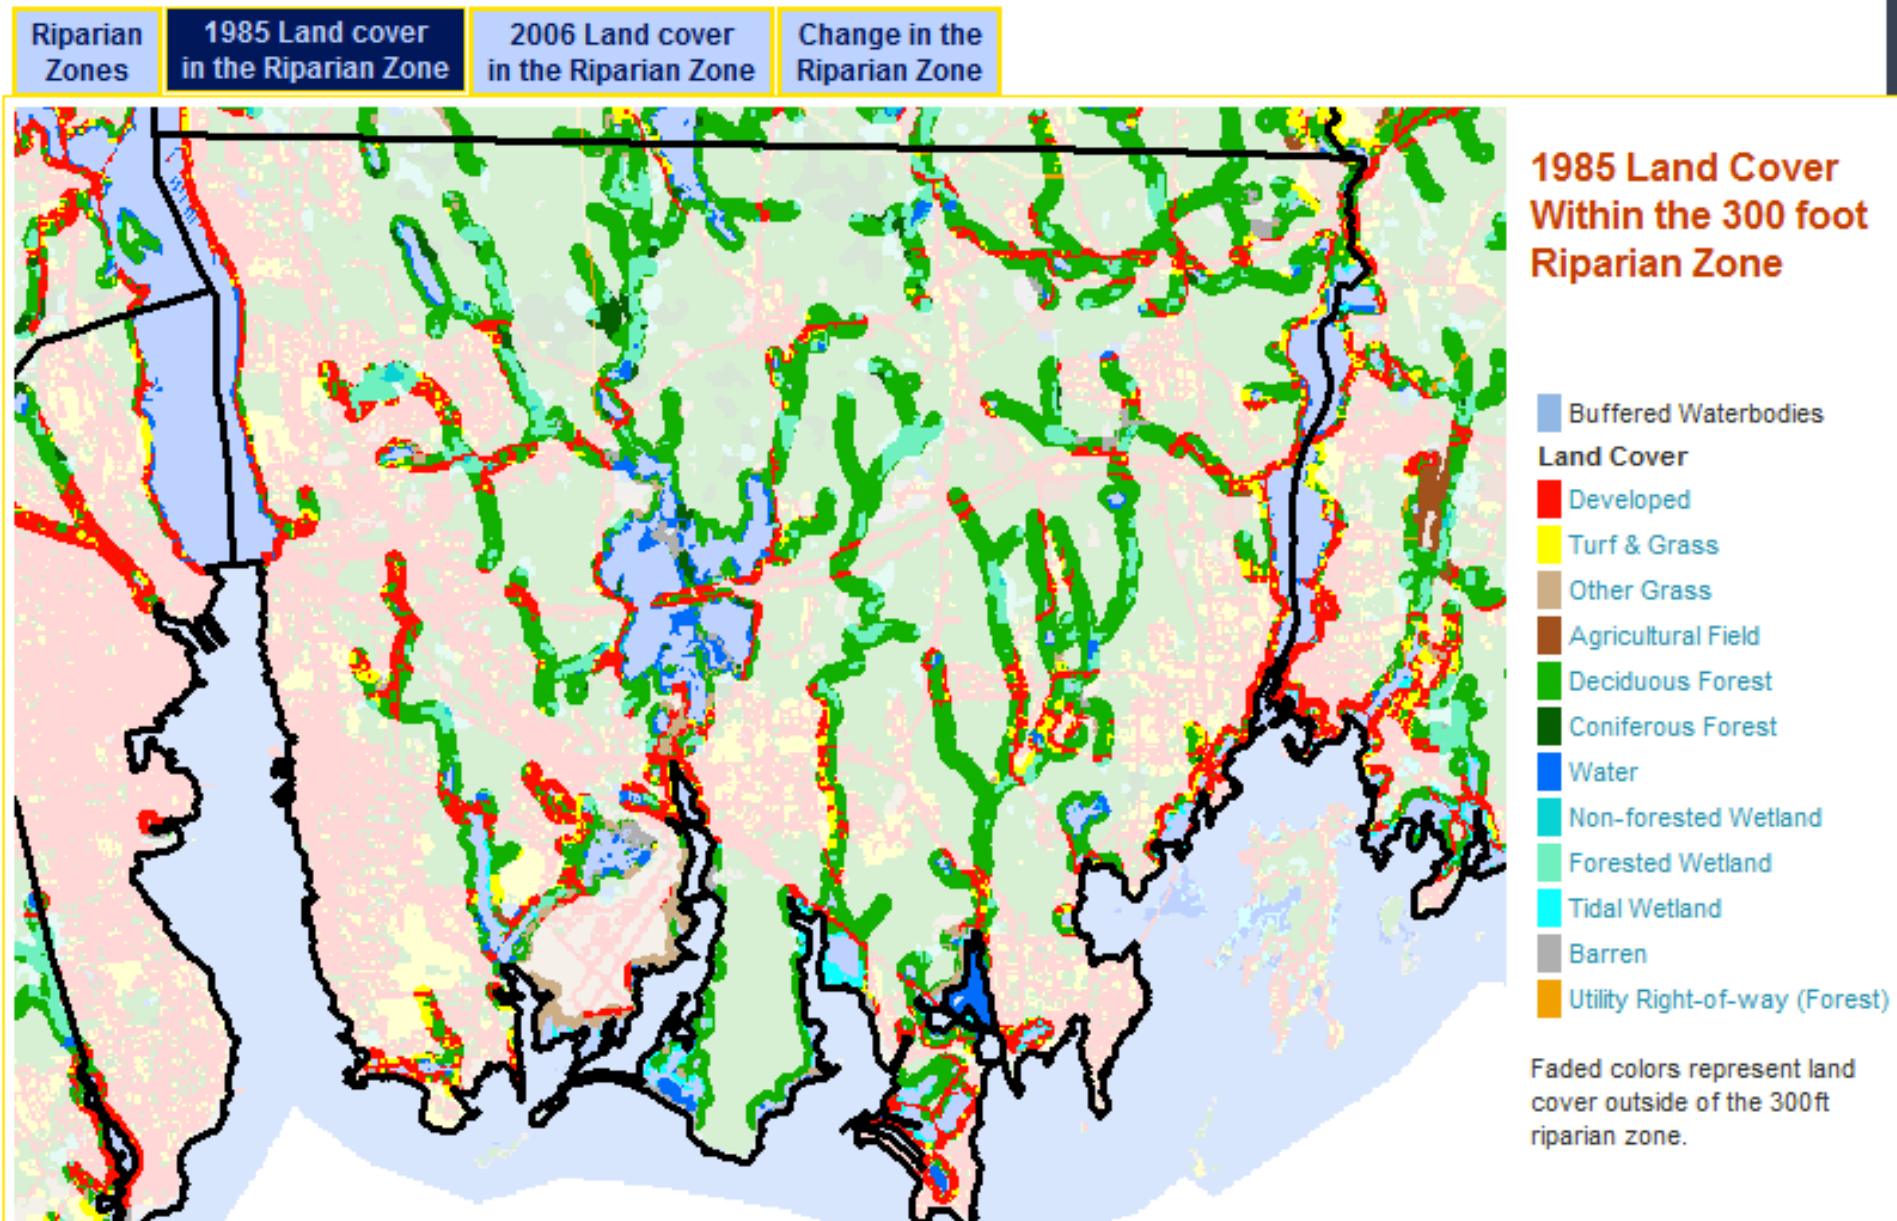 Riparian
Zones
1985 Land cover
in the Riparian Zone
2006 Land cover
in the Riparian Zone
Change in the
Riparian Zone
1985 Land Cover
Within the 300 foot
Riparian Zone
Buffered Waterbodies
Land Cover
Developed
Turf & Grass
Other Grass
Agricultural Field
Deciduous Forest
Coniferous Forest
Water
Non-forested Wetland
Forested Wetland
Tidal Wetland
Barren
Utility Right-of-way (Forest)
Faded colors represent land
cover outside of the 300ft
riparian zone.